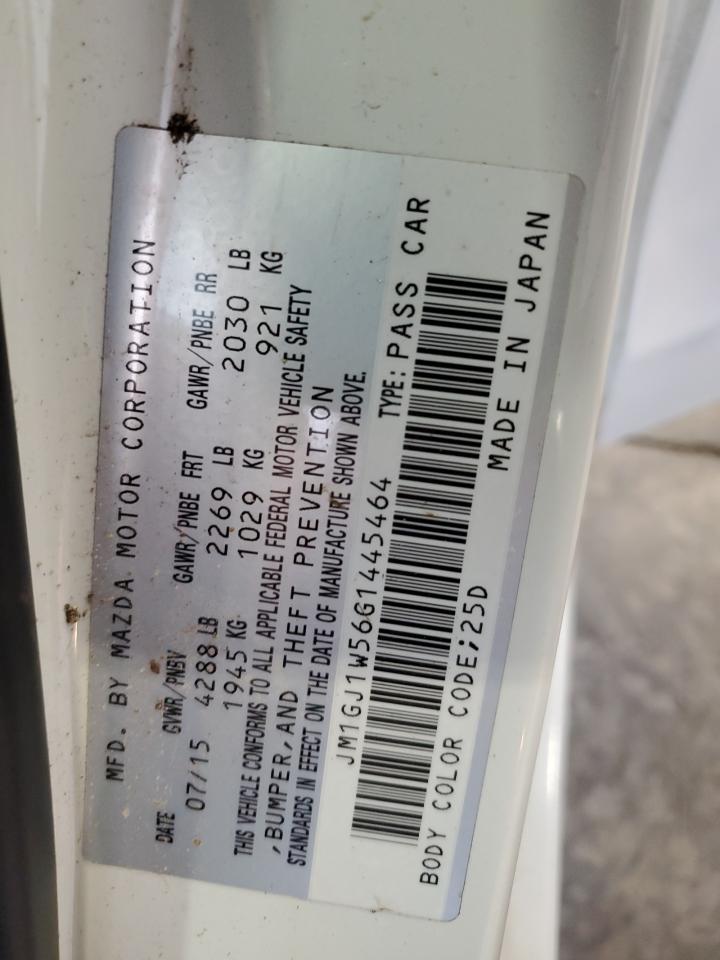 MFD. BY MAZDA MOTOR CORPORATION
DATE GVWR/PNBV GAWR/PNBE FRT GAWR/PNBE RR
07/15 4288 LB 2269 LB 2030 LB
1945 KG 1029 KG 921 KG
THIS VEHICLE CONFORMS TO ALL APPLICABLE FEDERAL MOTOR VEHICLE SAFETY
,BUMPER,AND THEFT PREVENTION
STANDARDS IN EFFECT ON THE DATE OF MANUFACTURE SHOWN ABOVE.
JM1GJ1W56G1445464 TYPE: PASS CAR
BODY COLOR CODE;25D MADE IN JAPAN